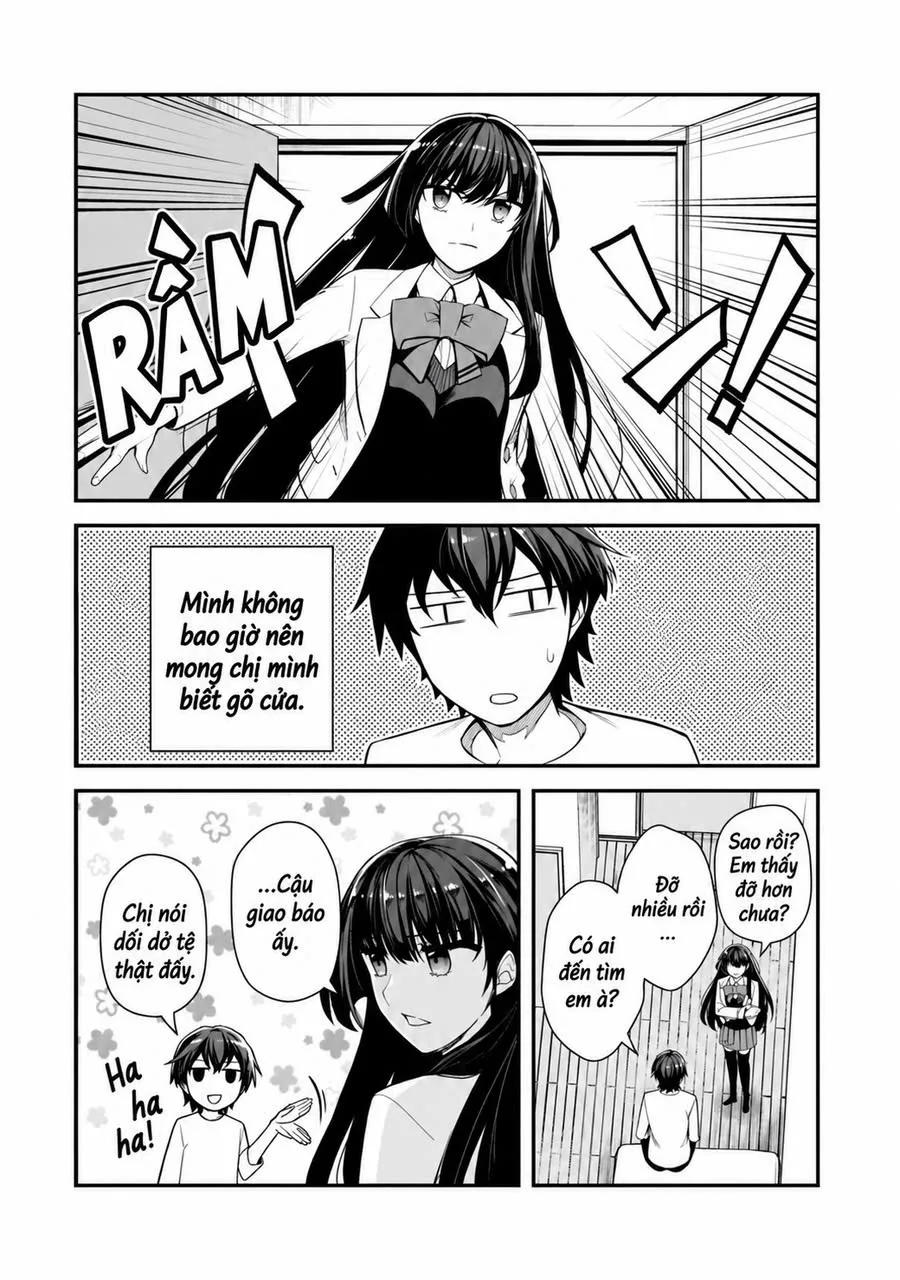 RẦM
ン!
Mình không
bao giờ nên
mong chị mình
biết gõ cửa.
Sao rồi?
Em thấy
đỡ hơn
chưa?
Đỡ
nhiều rồi
...
Có ai
đến tìm
em à?
...Cậu
giao báo
ấy.
Chị nói
dối dở tệ
thật đấy.
Ha
ha
ha!